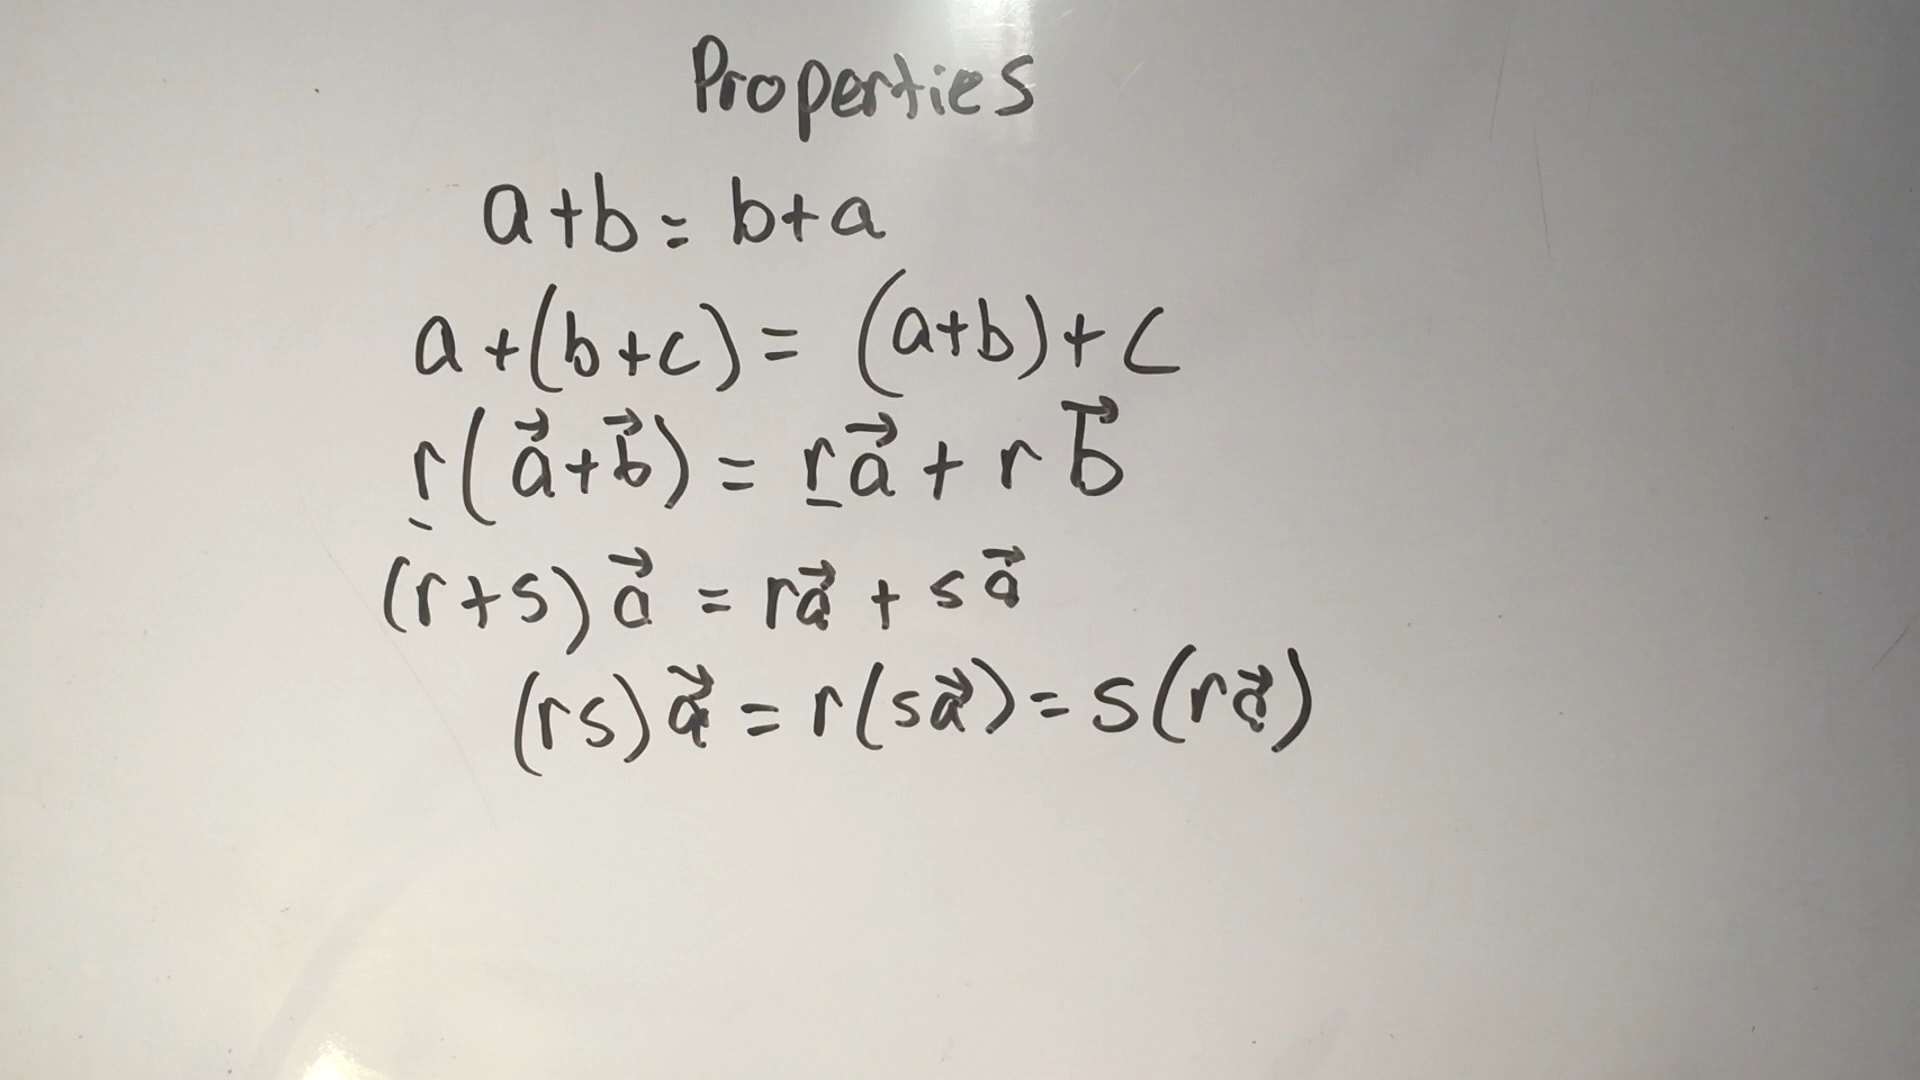 Properties
a+b = b+a
a+(b+c) = (a+b)+c
r(a⃗+b⃗) = ra⃗ + rb⃗
(r+s)a⃗ = ra⃗ + sa⃗
(rs)a⃗ = r(sa⃗) = s(ra⃗)